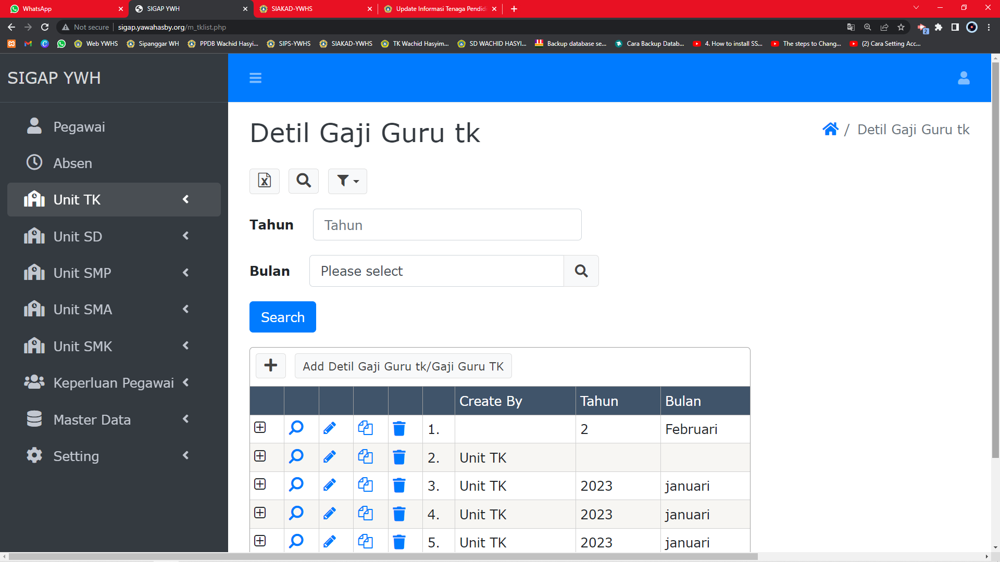 WhatsApp
SIGAP YWH
SIAKAD-YWHS
Update Informasi Tenaga Pendidi
Not secure
sigap.yawahasby.org/m_tklist.php
2
Web YWHS
Sipanggar WH
PPDB Wachid Hasyi...
SIPS-YWHS
SIAKAD-YWHS
TK Wachid Hasyim...
SD WACHID HASYI...
Backup database se...
Cara Backup Datab...
4. How to install SS...
The steps to Chang...
(2) Cara Setting Acc...
SIGAP YWH
Pegawai
Absen
Unit TK
Unit SD
Unit SMP
Unit SMA
Unit SMK
Keperluan Pegawai
Master Data
Setting
Detil Gaji Guru tk
/ Detil Gaji Guru tk
Tahun Tahun
Bulan Please select
Search
Add Detil Gaji Guru tk/Gaji Guru TK
Create By Tahun Bulan
1. 2 Februari
2. Unit TK
3. Unit TK 2023 januari
4. Unit TK 2023 januari
5. Unit TK 2023 januari